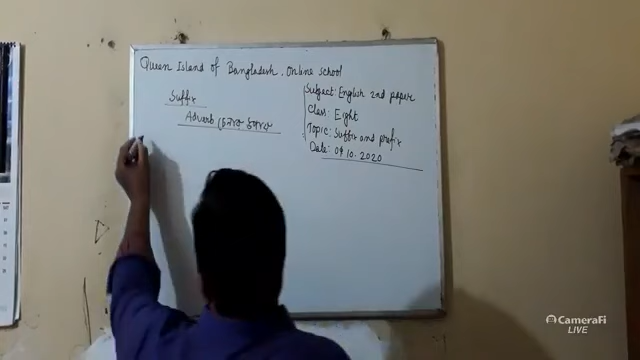 Queen Island of Bangladesh. Online School
Suffix
Adverb
Subject: English 2nd paper
Class: Eight
Topic: Suffix and prefix
Date: 04.10.2020
CameraFi
LIVE